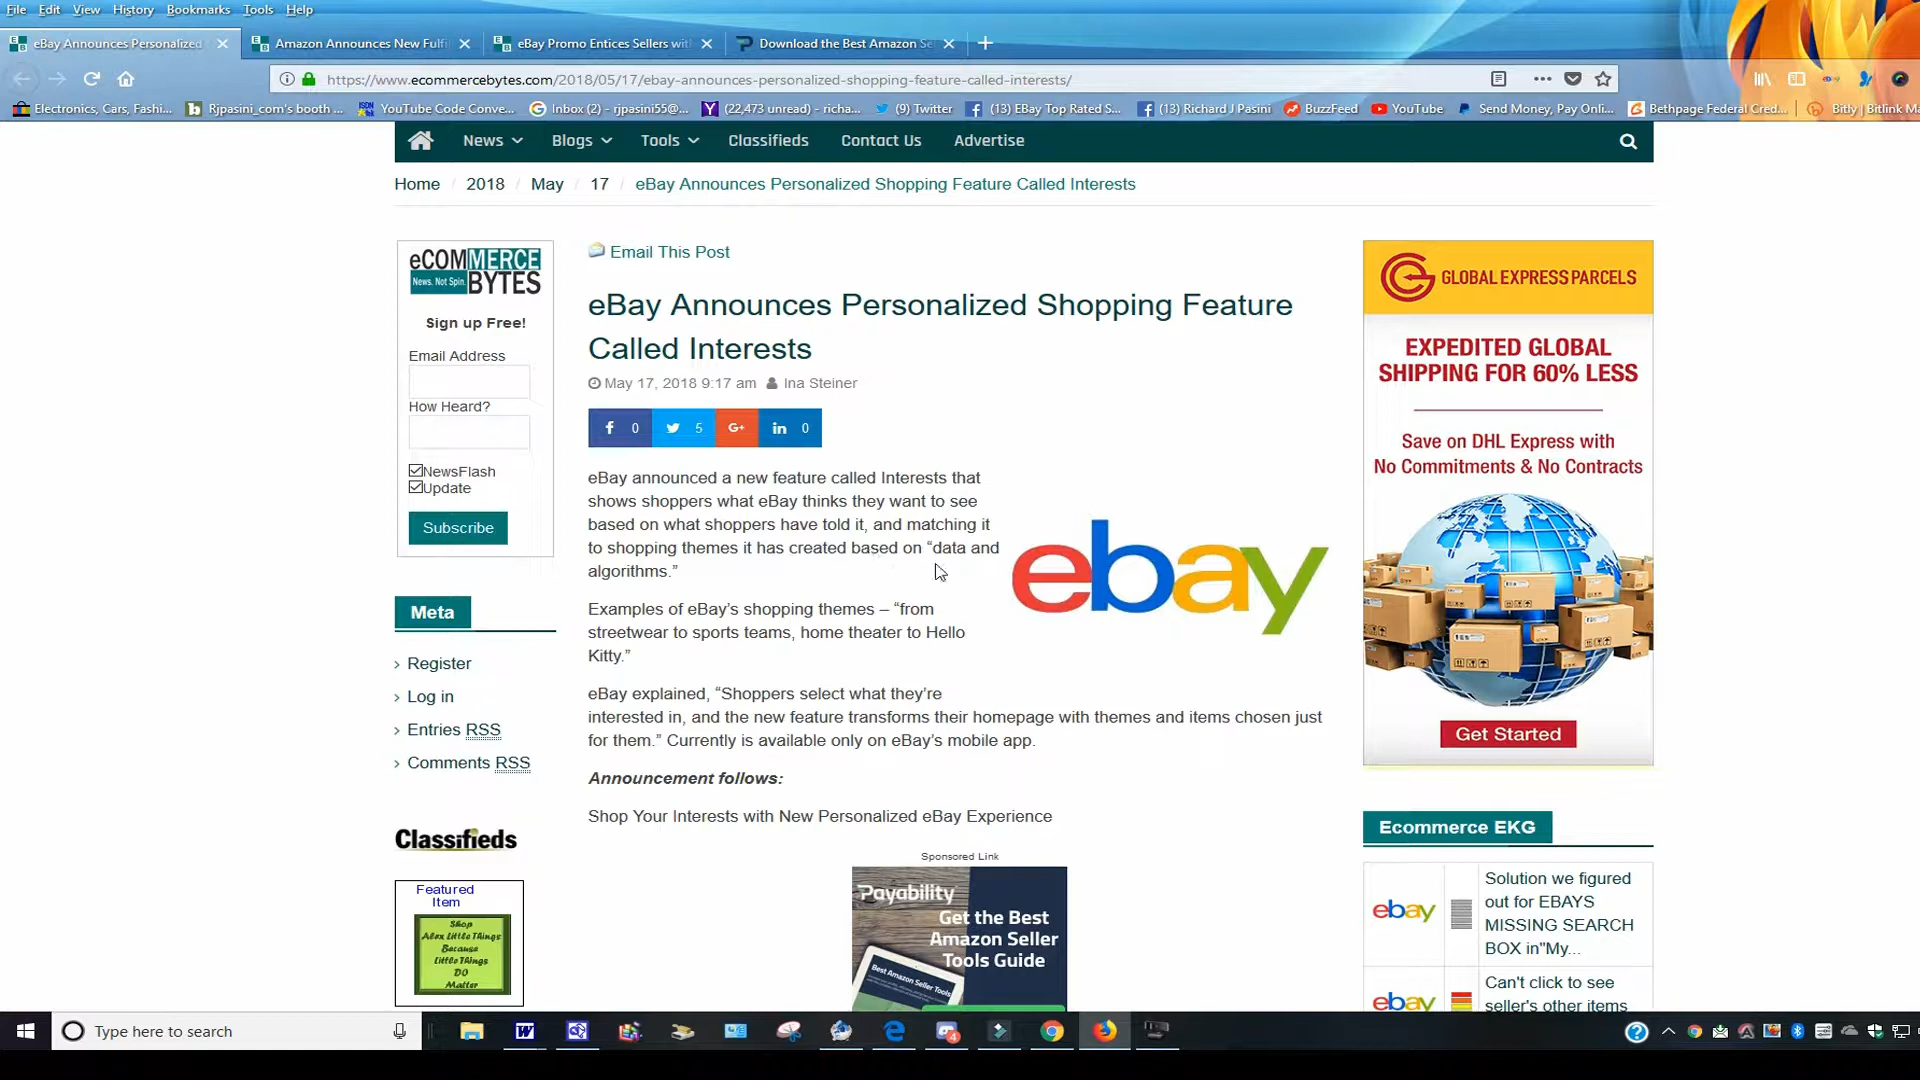 File Edit View History Bookmarks Tools Help
eBay Announces Personalized
Amazon Announces New Fulfi
eBay Promo Entices Sellers wit
Download the Best Amazon Se
https://www.ecommercebytes.com/2018/05/17/ebay-announces-personalized-shopping-feature-called-interests/
Electronics, Cars, Fashi...
Rjpasini_com's booth ...
YouTube Code Conve...
Inbox (2) - rjpasini55@...
(22,473 unread) - richa...
(9) Twitter
(13) EBay Top Rated S...
(13) Richard J Pasini
BuzzFeed
YouTube
Send Money, Pay Onli...
Bethpage Federal Cred...
Bitly | Bitlink Ma
News Blogs Tools Classifieds Contact Us Advertise
Home / 2018 / May / 17 / eBay Announces Personalized Shopping Feature Called Interests
eCOMMERCE
News. Not Spin. BYTES
Sign up Free!
Email Address
How Heard?
NewsFlash
Update
Subscribe
Meta
Register
Log in
Entries RSS
Comments RSS
Classifieds
Featured
Item
Shop
Alex Little Things
Because
Little Things
DO
Matter
Email This Post
eBay Announces Personalized Shopping Feature
Called Interests
May 17, 2018 9:17 am Ina Steiner
f 0
5
G+
in 0
eBay announced a new feature called Interests that
shows shoppers what eBay thinks they want to see
based on what shoppers have told it, and matching it
to shopping themes it has created based on “data and
algorithms.”
ebay
Examples of eBay’s shopping themes – “from
streetwear to sports teams, home theater to Hello
Kitty.”
eBay explained, “Shoppers select what they’re
interested in, and the new feature transforms their homepage with themes and items chosen just
for them.” Currently is available only on eBay’s mobile app.
Announcement follows:
Shop Your Interests with New Personalized eBay Experience
Sponsored Link
Payability
Get the Best
Amazon Seller
Tools Guide
Best Amazon Seller Tools
GLOBAL EXPRESS PARCELS
EXPEDITED GLOBAL
SHIPPING FOR 60% LESS
Save on DHL Express with
No Commitments & No Contracts
Get Started
Ecommerce EKG
ebay
Solution we figured
out for EBAYS
MISSING SEARCH
BOX in"My...
ebay
Can't click to see
seller's other items
Type here to search